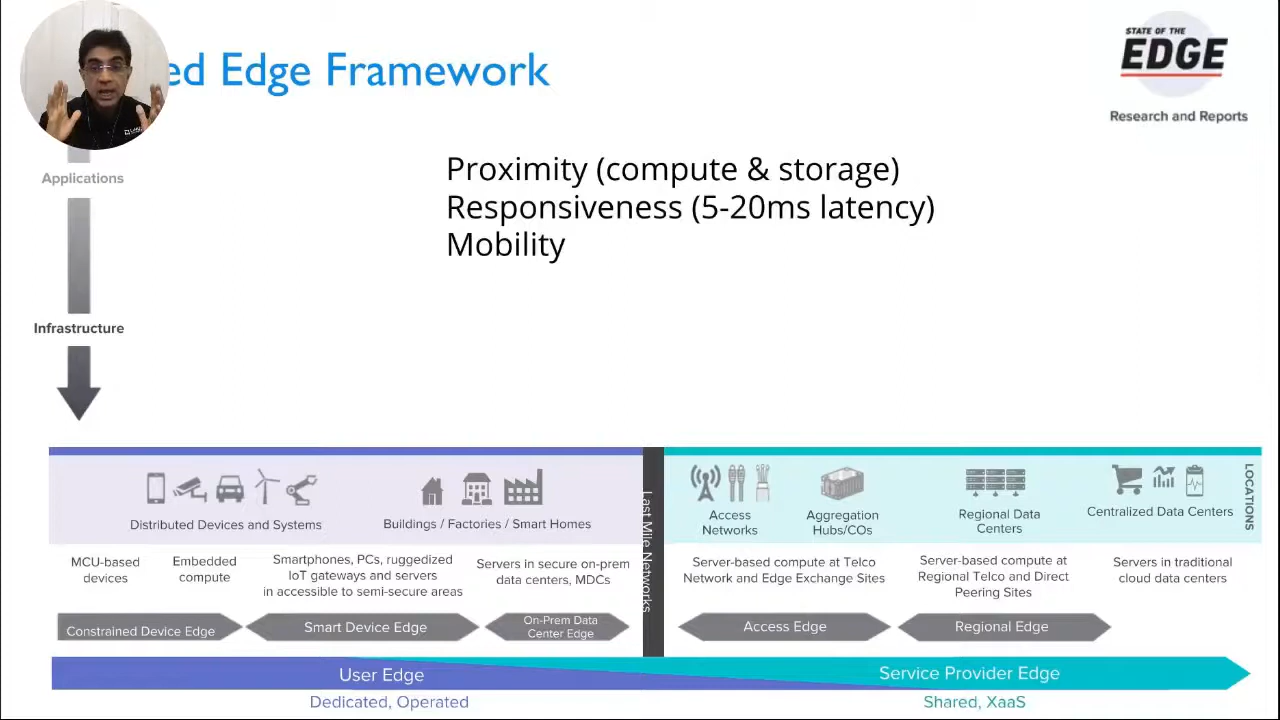 ed Edge Framework
STATE OF THE
EDGE
Research and Reports
Applications
Proximity (compute & storage)
Responsiveness (5-20ms latency)
Mobility
Infrastructure
Distributed Devices and Systems
Buildings / Factories / Smart Homes
Last Mile Networks
Access
Networks
Aggregation
Hubs/COs
Regional Data
Centers
Centralized Data Centers
LOCATIONS
MCU-based
devices
Embedded
compute
Smartphones, PCs, ruggedized
IoT gateways and servers
in accessible to semi-secure areas
Servers in secure on-prem
data centers, MDCs
Server-based compute at Telco
Network and Edge Exchange Sites
Server-based compute at
Regional Telco and Direct
Peering Sites
Servers in traditional
cloud data centers
Constrained Device Edge
Smart Device Edge
On-Prem Data
Center Edge
Access Edge
Regional Edge
User Edge
Service Provider Edge
Dedicated, Operated
Shared, XaaS